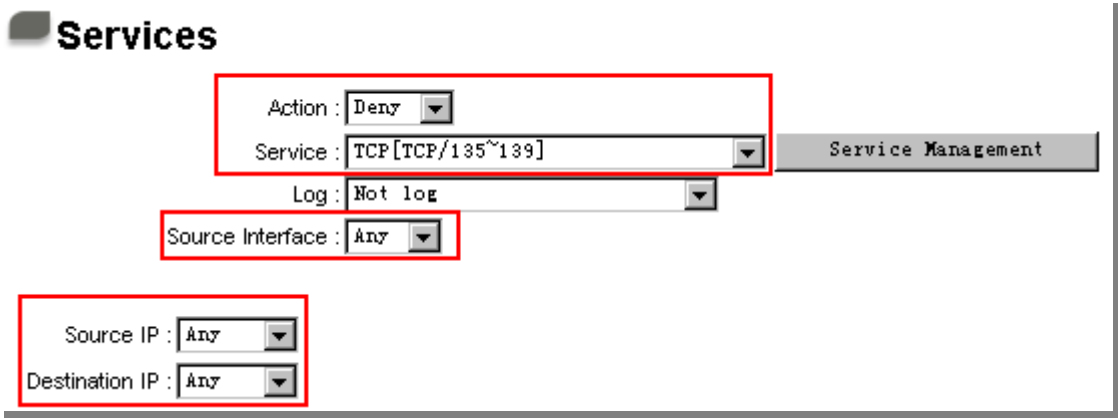 Services
Action : Deny
Service : TCP[TCP/135~139] Service Management
Log : Not log
Source Interface : Any
Source IP : Any
Destination IP : Any